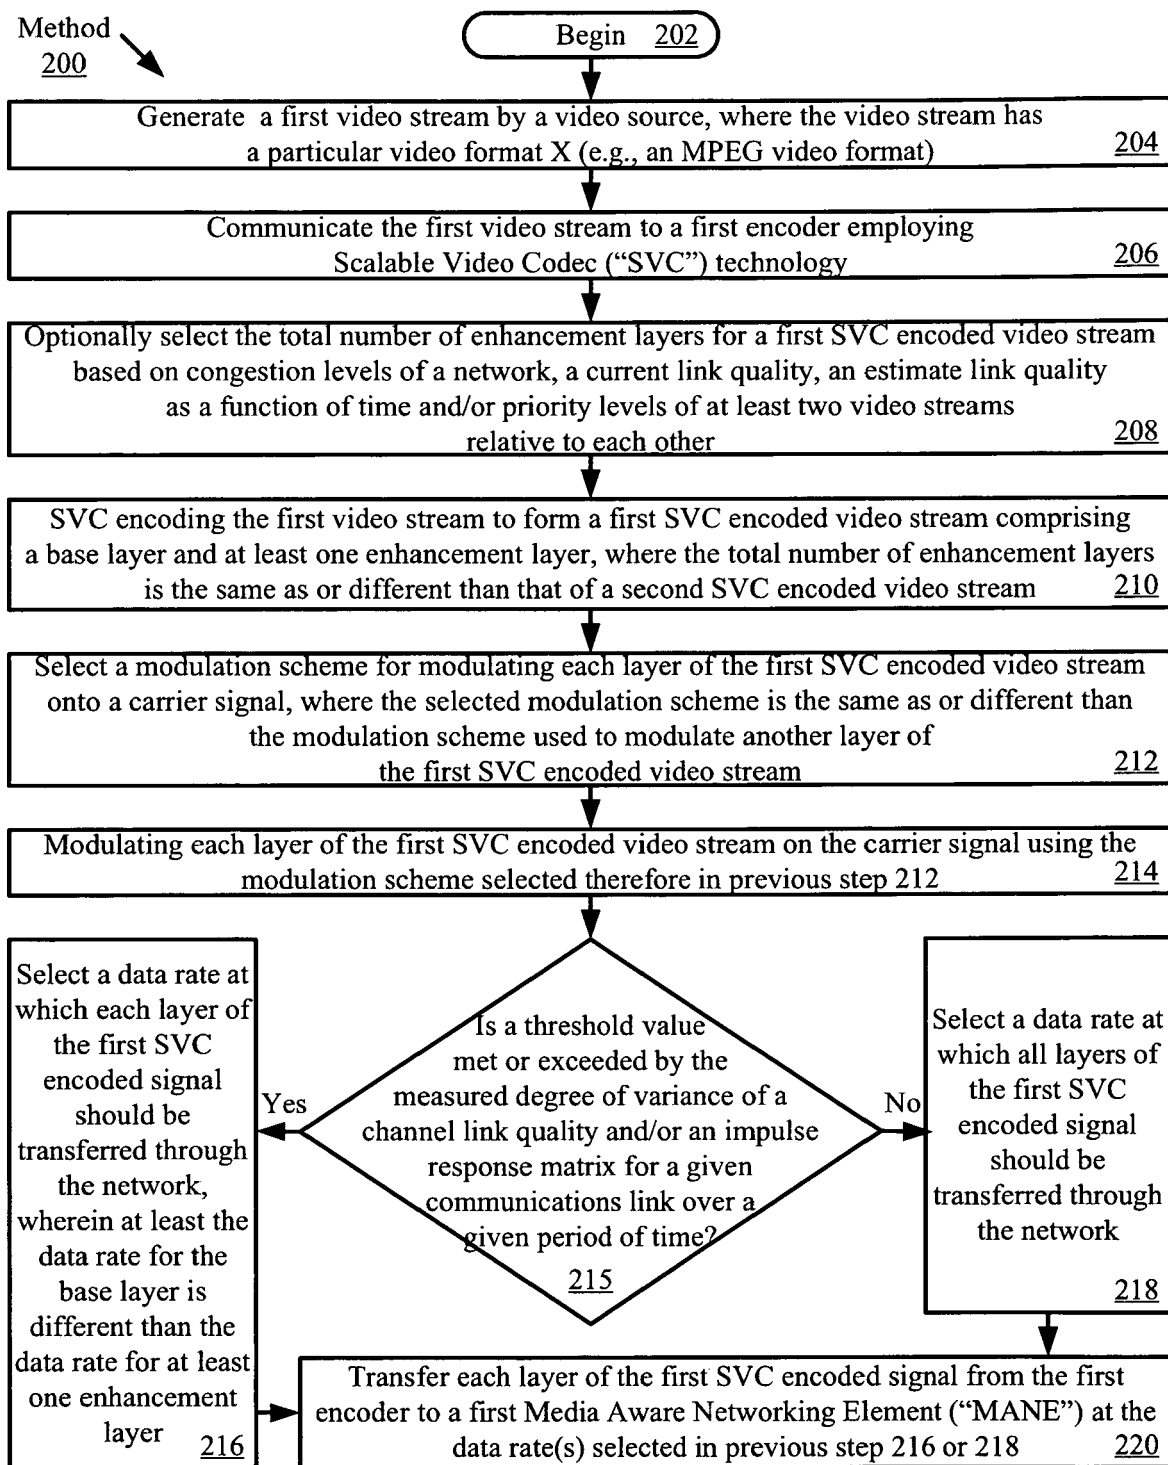 Method
200
Begin 202
Generate a first video stream by a video source, where the video stream has
a particular video format X (e.g., an MPEG video format)
204
Communicate the first video stream to a first encoder employing
Scalable Video Codec (“SVC”) technology
206
Optionally select the total number of enhancement layers for a first SVC encoded video stream
based on congestion levels of a network, a current link quality, an estimate link quality
as a function of time and/or priority levels of at least two video streams
relative to each other
208
SVC encoding the first video stream to form a first SVC encoded video stream comprising
a base layer and at least one enhancement layer, where the total number of enhancement layers
is the same as or different than that of a second SVC encoded video stream
210
Select a modulation scheme for modulating each layer of the first SVC encoded video stream
onto a carrier signal, where the selected modulation scheme is the same as or different than
the modulation scheme used to modulate another layer of
the first SVC encoded video stream
212
Modulating each layer of the first SVC encoded video stream on the carrier signal using the
modulation scheme selected therefore in previous step 212
214
Is a threshold value
met or exceeded by the
measured degree of variance of a
channel link quality and/or an impulse
response matrix for a given
communications link over a
given period of time?
215
Yes
No
Select a data rate at
which each layer of
the first SVC
encoded signal
should be
transferred through
the network,
wherein at least the
data rate for the
base layer is
different than the
data rate for at least
one enhancement
layer
216
Select a data rate at
which all layers of
the first SVC
encoded signal
should be
transferred through
the network
218
Transfer each layer of the first SVC encoded signal from the first
encoder to a first Media Aware Networking Element (“MANE”) at the
data rate(s) selected in previous step 216 or 218
220